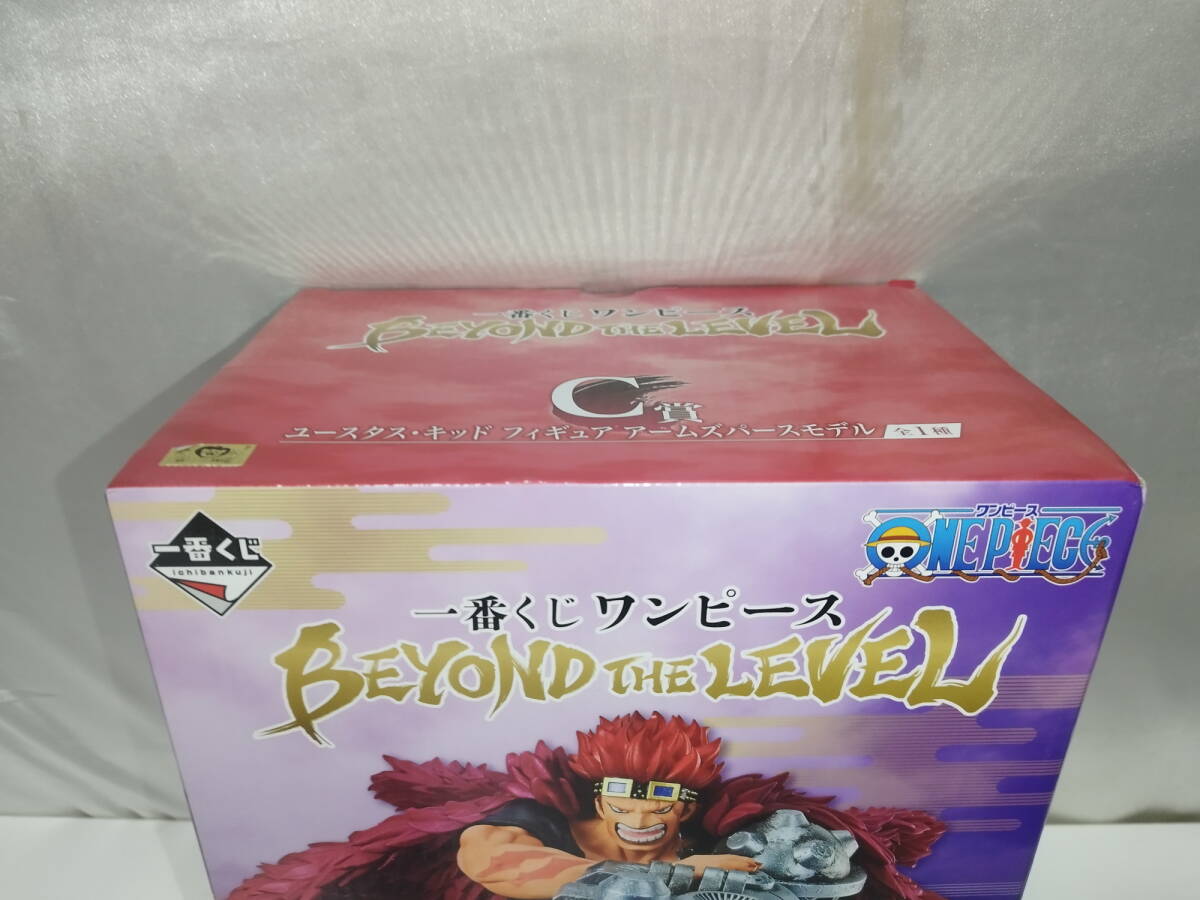 一番くじ ワンピース
BEYOND THE LEVEL
C賞
ユースタス・キッド フィギュア アームズパースモデル 全1種
一番くじ
ichibankuji
ワンピース
ONE PIECE
一番くじ ワンピース
BEYOND THE LEVEL